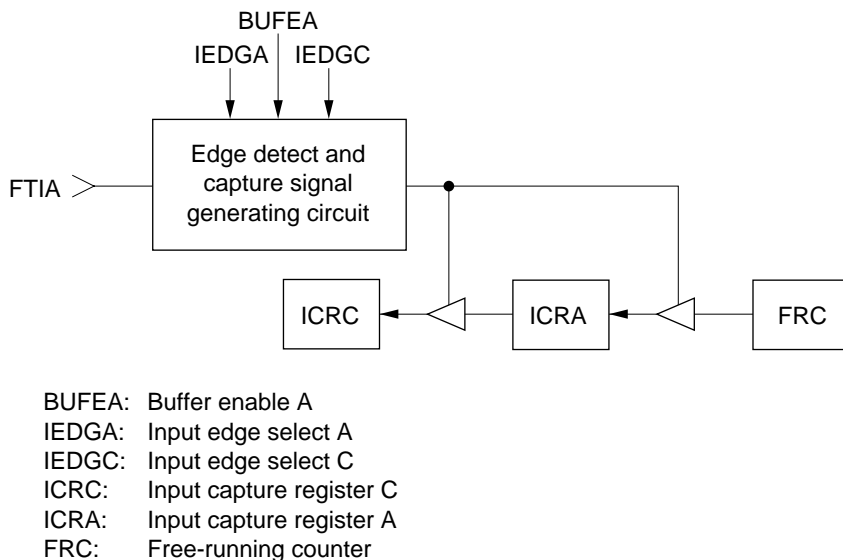 BUFEA
IEDGA IEDGC
FTIA
Edge detect and
capture signal
generating circuit
ICRC ICRA FRC
BUFEA: Buffer enable A
IEDGA: Input edge select A
IEDGC: Input edge select C
ICRC: Input capture register C
ICRA: Input capture register A
FRC: Free-running counter